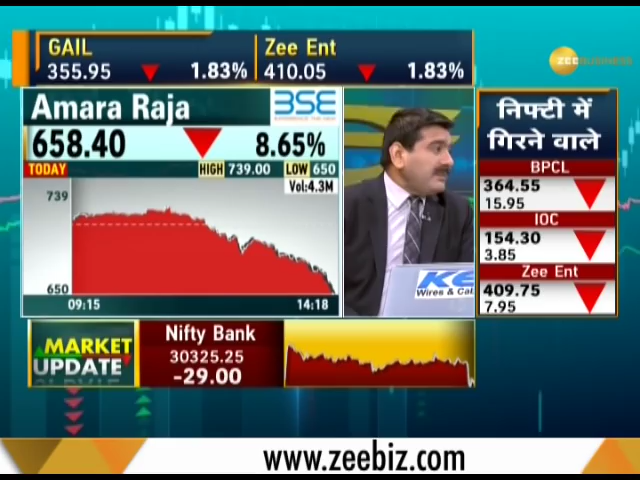 GAIL
355.95 1.83%
Zee Ent
410.05 1.83%
ZEE BUSINESS
Amara Raja
BSE
658.40 8.65%
TODAY HIGH 739.00 LOW 650
Vol:4.3M
739
650
09:15 14:18
KE
Wires & Cab
निफ्टी में
गिरने वाले
BPCL
364.55
15.95
IOC
154.30
3.85
Zee Ent
409.75
7.95
MARKET
UPDATE
Nifty Bank
30325.25
-29.00
www.zeebiz.com